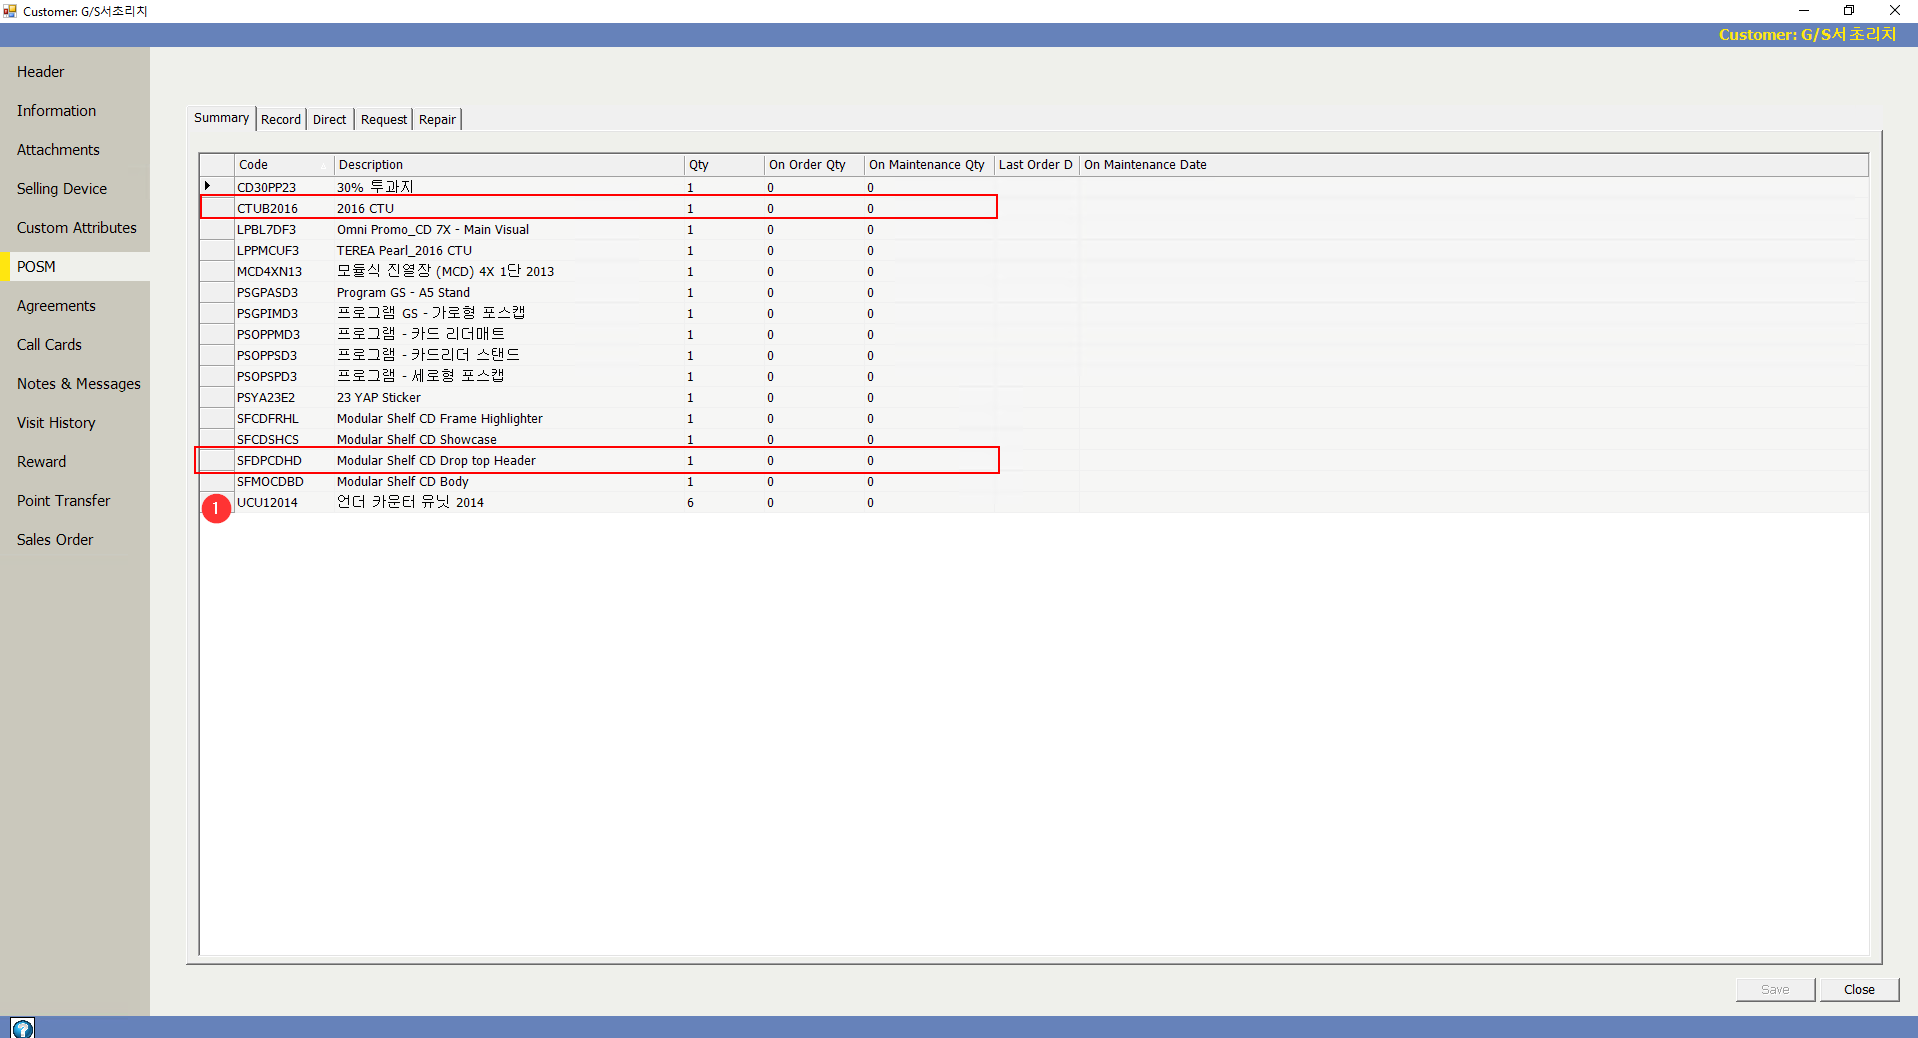 Customer: G/S서초리치
Customer: G/S서초리치
Header
Information
Attachments
Selling Device
Custom Attributes
POSM
Agreements
Call Cards
Notes & Messages
Visit History
Reward
Point Transfer
Sales Order
Summary Record Direct Request Repair
Code Description Qty On Order Qty On Maintenance Qty Last Order D On Maintenance Date
CD30PP23 30% 투과지 1 0 0
CTUB2016 2016 CTU 1 0 0
LPBL7DF3 Omni Promo_CD 7X - Main Visual 1 0 0
LPPMCUF3 TEREA Pearl_2016 CTU 1 0 0
MCD4XN13 모듈식 진열장 (MCD) 4X 1단 2013 1 0 0
PSGPASD3 Program GS - A5 Stand 1 0 0
PSGPIMD3 프로그램 GS - 가로형 포스캡 1 0 0
PSOPPMD3 프로그램 - 카드 리더매트 1 0 0
PSOPPSD3 프로그램 - 카드리더 스탠드 1 0 0
PSOPSPD3 프로그램 - 세로형 포스캡 1 0 0
PSYA23E2 23 YAP Sticker 1 0 0
SFCDFRHL Modular Shelf CD Frame Highlighter 1 0 0
SFCDSHCS Modular Shelf CD Showcase 1 0 0
SFDPCDHD Modular Shelf CD Drop top Header 1 0 0
SFMOCDBD Modular Shelf CD Body 1 0 0
1 UCU12014 언더 카운터 유닛 2014 6 0 0
Save Close
?